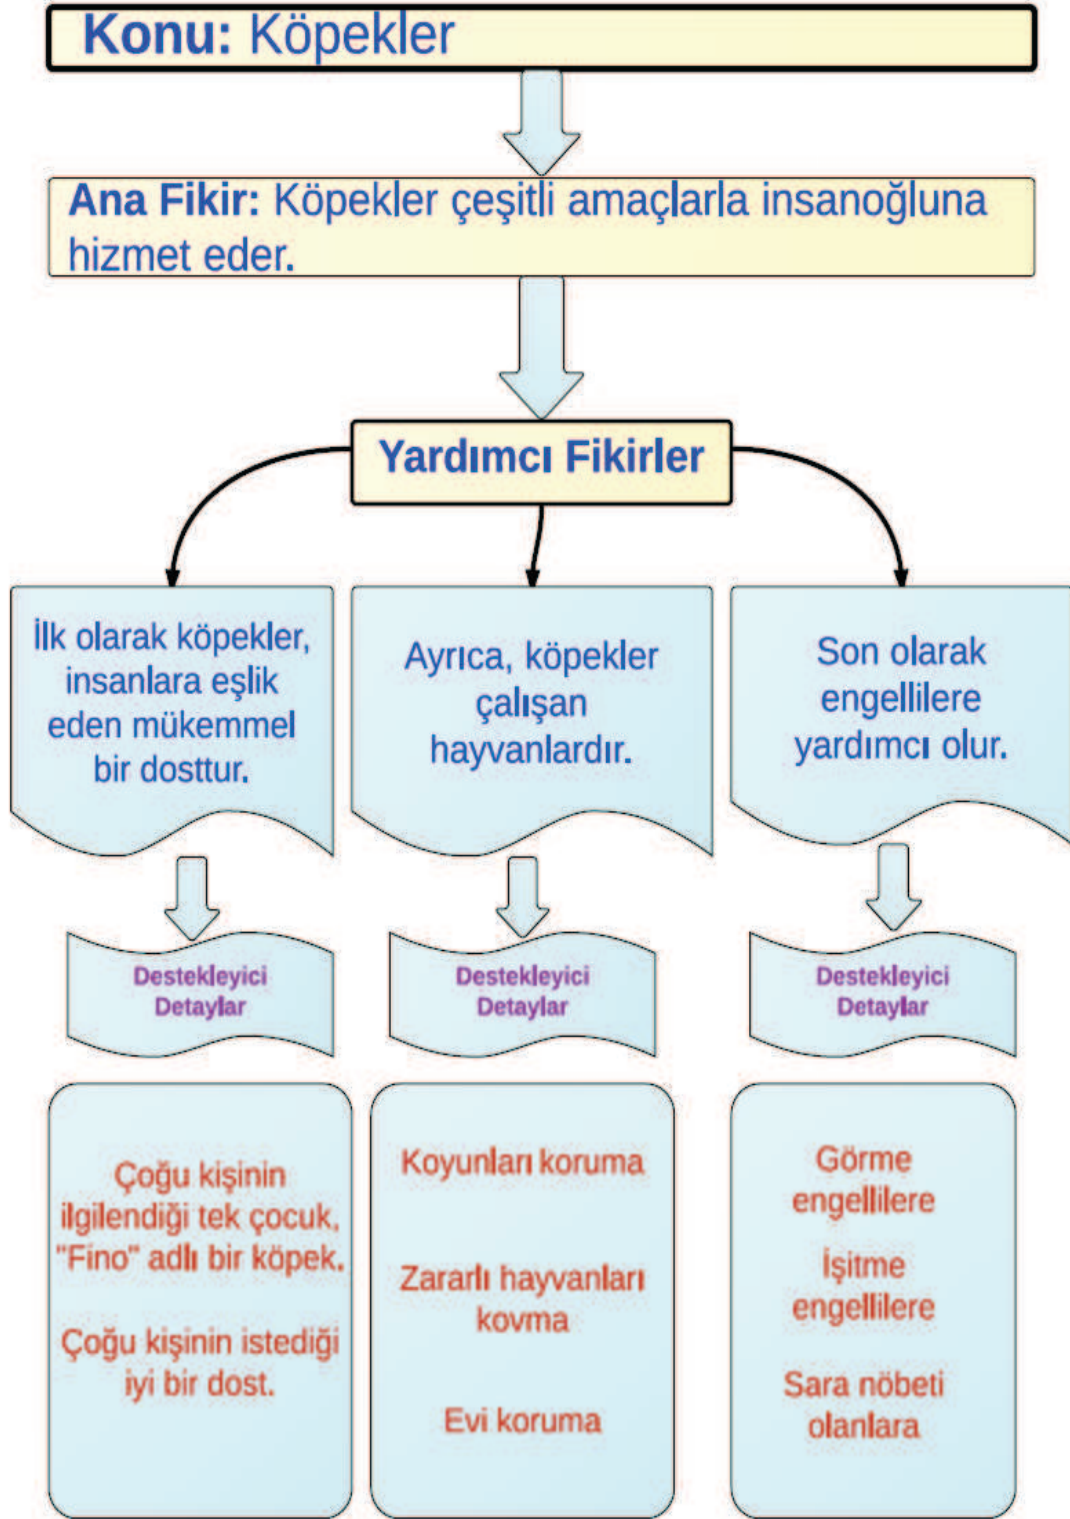 Konu: Köpekler
Ana Fikir: Köpekler çeşitli amaçlarla insanoğluna
hizmet eder.
Yardımcı Fikirler
İlk olarak köpekler,
insanlara eşlik
eden mükemmel
bir dosttur.
Ayrıca, köpekler
çalışan
hayvanlardır.
Son olarak
engellilere
yardımcı olur.
Destekleyici
Detaylar
Destekleyici
Detaylar
Destekleyici
Detaylar
Çoğu kişinin
ilgilendiği tek çocuk,
"Fino" adlı bir köpek.
Çoğu kişinin istediği
iyi bir dost.
Koyunları koruma
Zararlı hayvanları
kovma
Evi koruma
Görme
engellilere
İşitme
engellilere
Sara nöbeti
olanlara